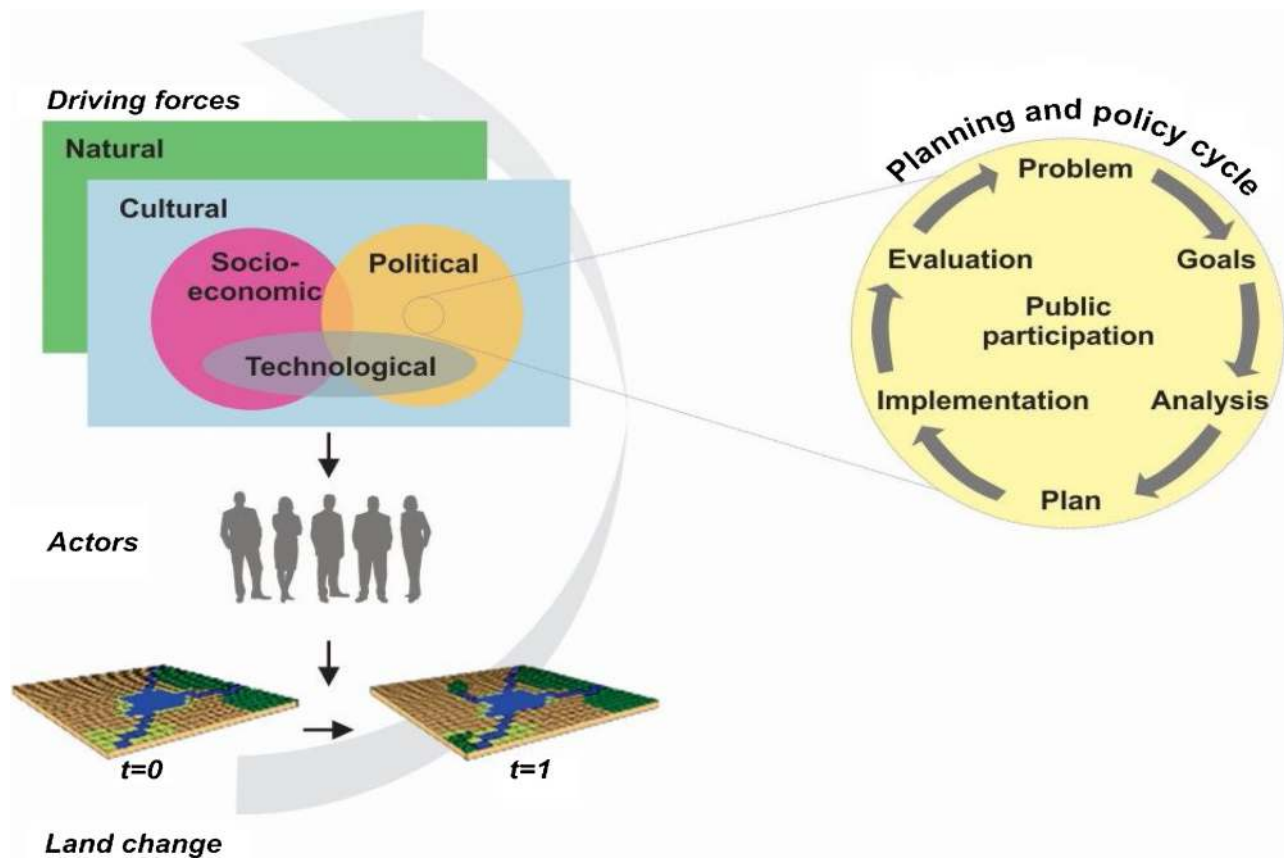 Driving forces
Natural
Cultural
Socio-
economic
Political
Technological
Actors
t=0
t=1
Land change
Planning and policy cycle
Problem
Goals
Analysis
Plan
Implementation
Evaluation
Public
participation